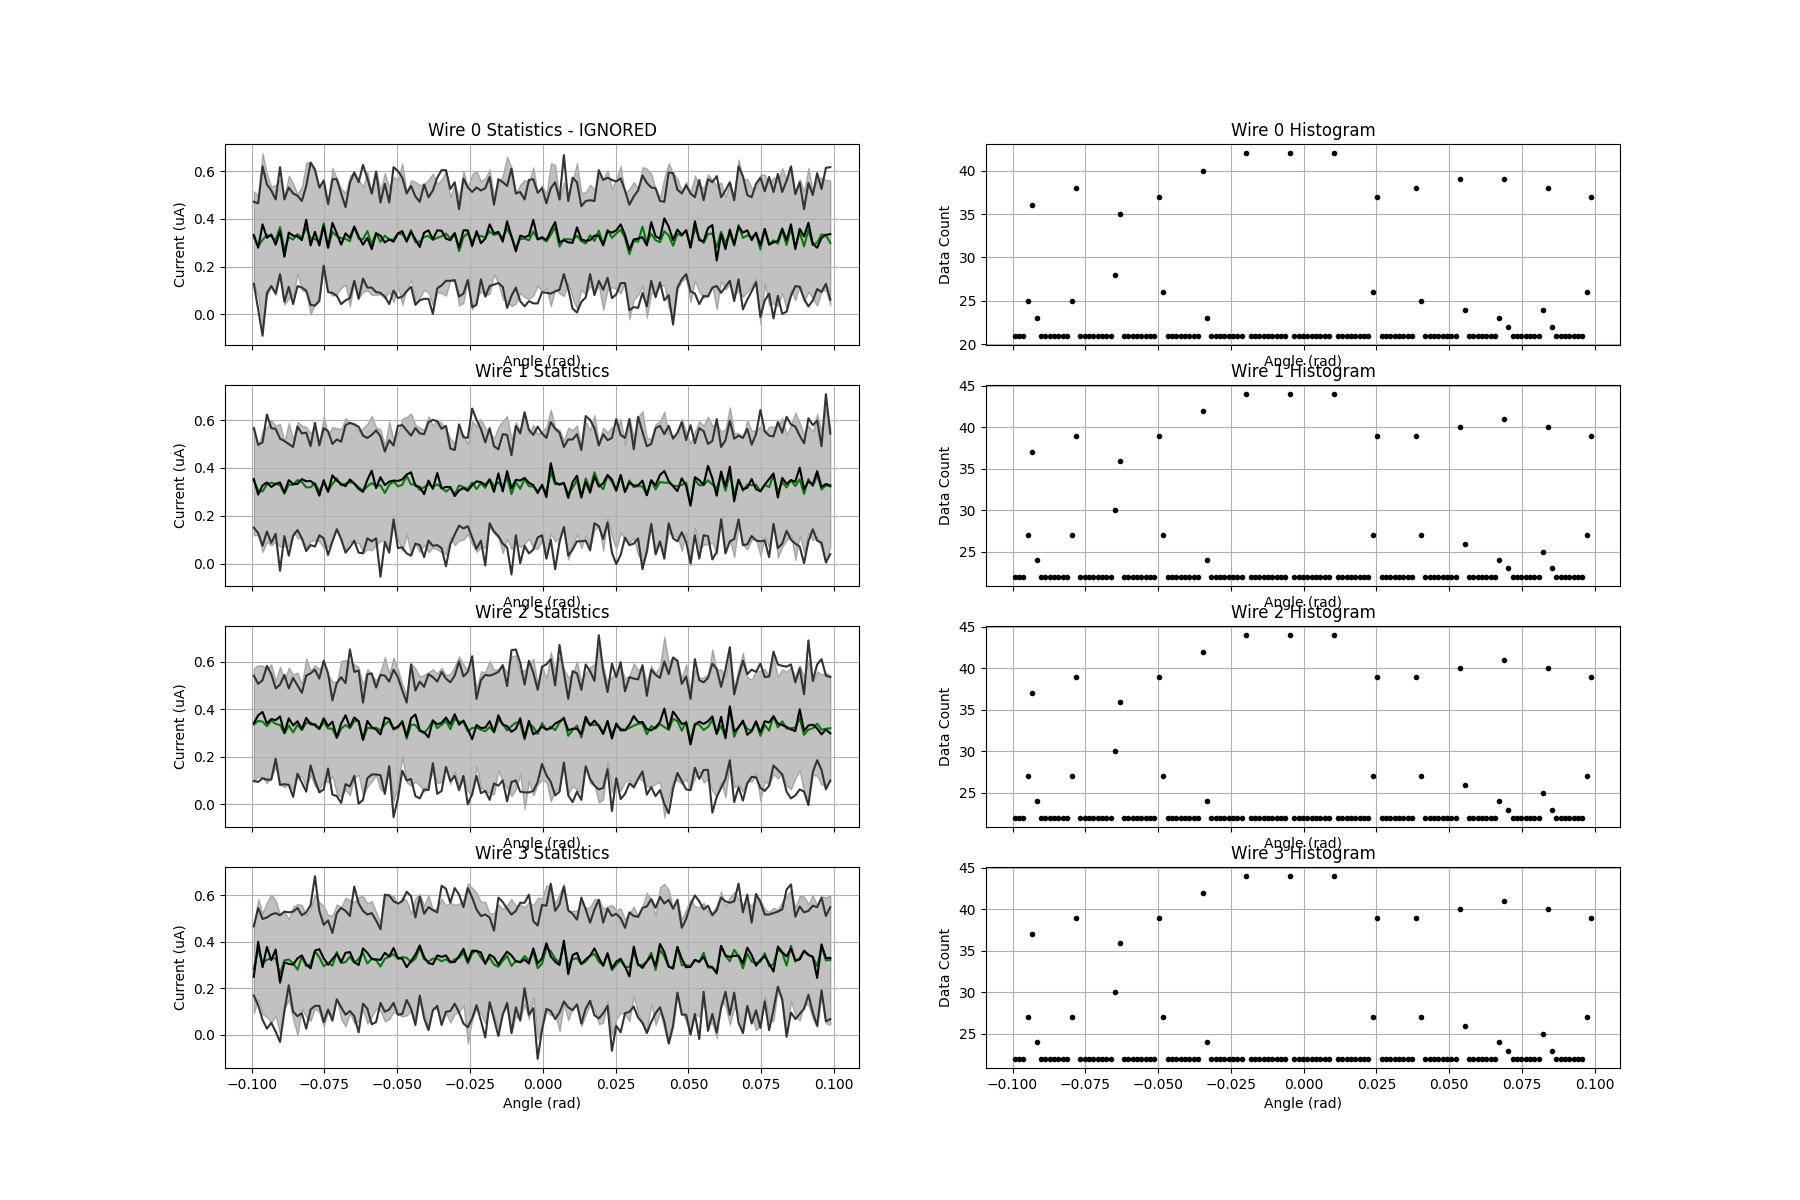 Wire 0 Statistics - IGNORED
Current (uA)
0.6
0.4
0.2
0.0
Angle (rad)
Wire 0 Histogram
Data Count
40
35
30
25
20
Angle (rad)
Wire 1 Statistics
Current (uA)
0.6
0.4
0.2
0.0
Angle (rad)
Wire 1 Histogram
Data Count
45
40
35
30
25
Angle (rad)
Wire 2 Statistics
Current (uA)
0.6
0.4
0.2
0.0
Angle (rad)
Wire 2 Histogram
Data Count
45
40
35
30
25
Angle (rad)
Wire 3 Statistics
Current (uA)
0.6
0.4
0.2
0.0
−0.100 −0.075 −0.050 −0.025 0.000 0.025 0.050 0.075 0.100
Angle (rad)
Wire 3 Histogram
Data Count
45
40
35
30
25
−0.100 −0.075 −0.050 −0.025 0.000 0.025 0.050 0.075 0.100
Angle (rad)